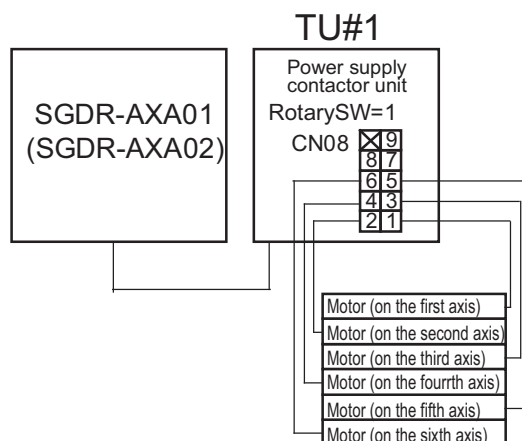 TU#1
SGDR-AXA01
(SGDR-AXA02)
Power supply
contactor unit
RotarySW=1
CN08
9
8 7
6 5
4 3
2 1
Motor (on the first axis)
Motor (on the second axis)
Motor (on the third axis)
Motor (on the fourrth axis)
Motor (on the fifth axis)
Motor (on the sixth axis)